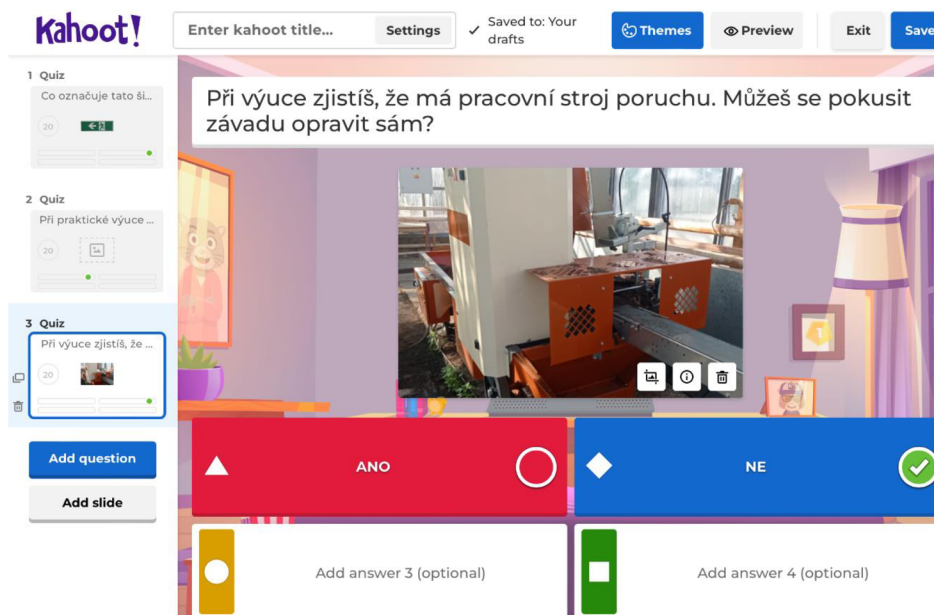 Kahoot!
Enter kahoot title...
Settings
Saved to: Your
drafts
Themes
Preview
Exit
Save
1 Quiz
Co označuje tato ši...
20
2 Quiz
Při praktické výuce ...
20
3 Quiz
Při výuce zjistíš, že ...
20
Add question
Add slide
Při výuce zjistíš, že má pracovní stroj poruchu. Můžeš se pokusit
závadu opravit sám?
ANO
NE
Add answer 3 (optional)
Add answer 4 (optional)